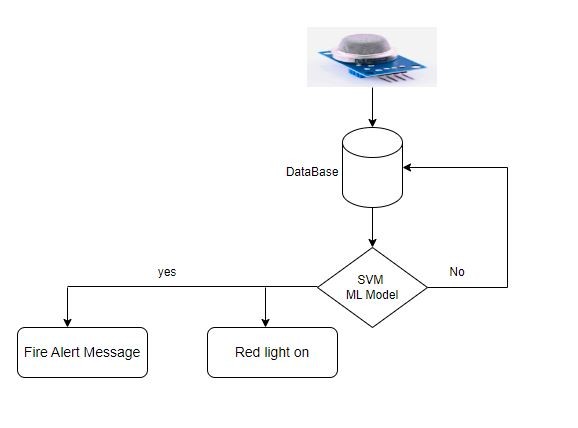 DataBase
SVM
ML Model
yes
No
Fire Alert Message
Red light on